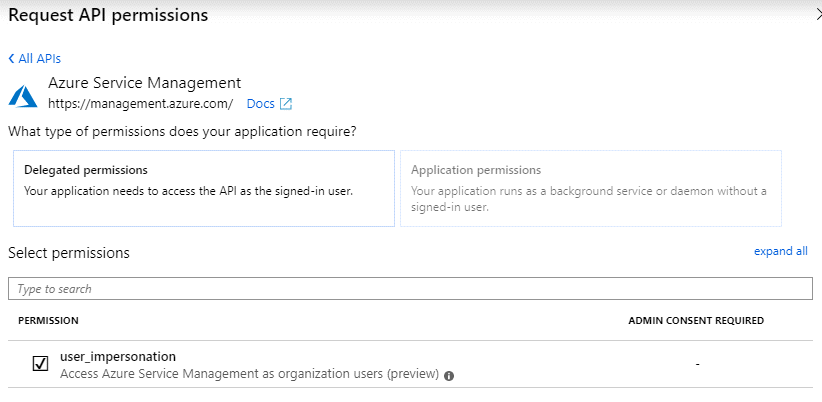 Request API permissions
All APIs
Azure Service Management
https://management.azure.com/ Docs
What type of permissions does your application require?
Delegated permissions
Your application needs to access the API as the signed-in user.
Application permissions
Your application runs as a background service or daemon without a
signed-in user.
Select permissions
expand all
Type to search
PERMISSION
ADMIN CONSENT REQUIRED
user_impersonation
Access Azure Service Management as organization users (preview)
-